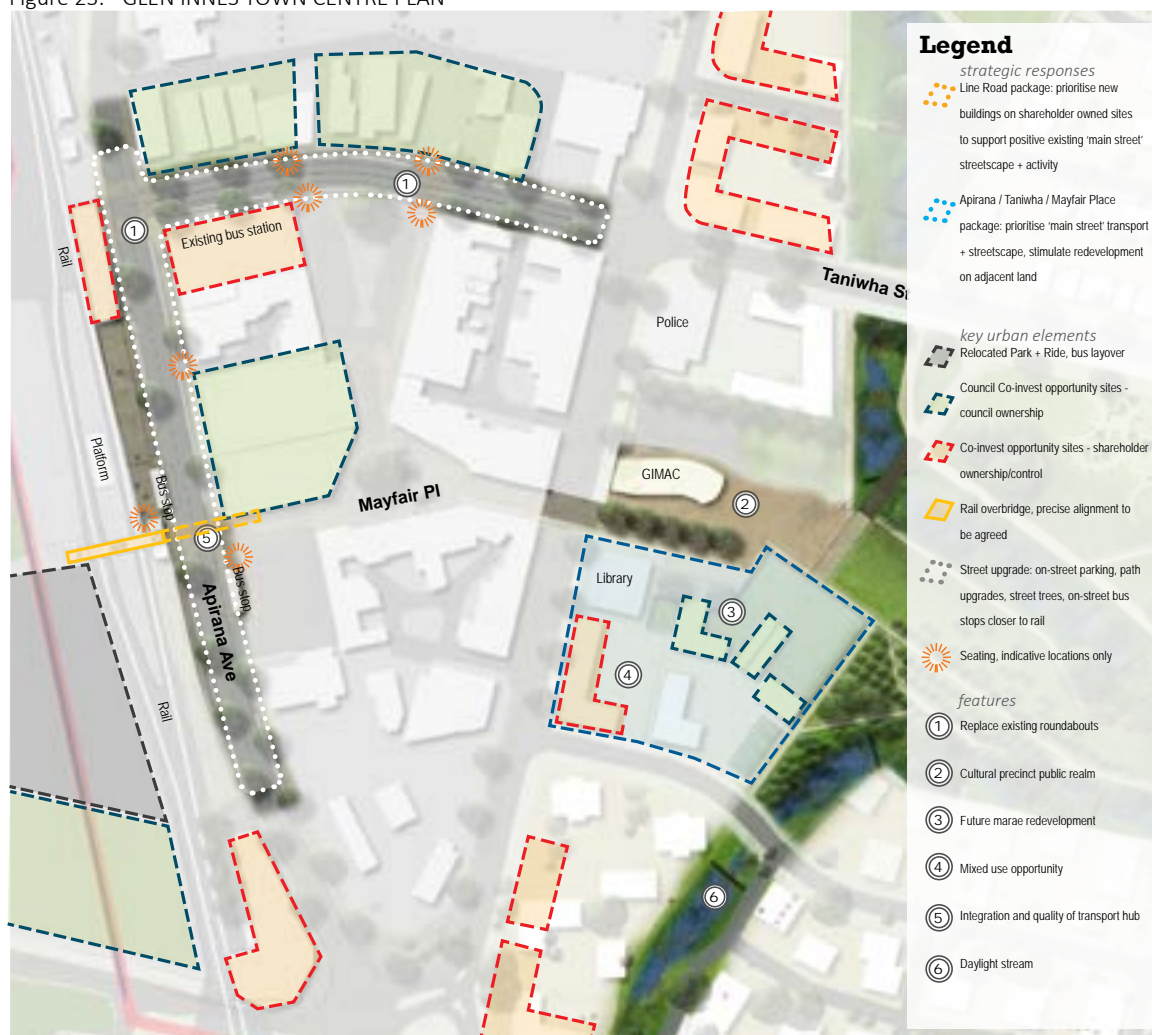 Figure 25: GLEN INNES TOWN CENTRE PLAN
Legend
strategic responses
Line Road package: prioritise new
buildings on shareholder owned sites
to support positive existing 'main street'
streetscape + activity
Apirana / Taniwha / Mayfair Place
package: prioritise 'main street' transport
+ streetscape, stimulate redevelopment
on adjacent land
key urban elements
Relocated Park + Ride, bus layover
Council Co-invest opportunity sites -
council ownership
Co-invest opportunity sites - shareholder
ownership/control
Rail overbridge, precise alignment to
be agreed
Street upgrade: on-street parking, path
upgrades, street trees, on-street bus
stops closer to rail
Seating, indicative locations only
features
1 Replace existing roundabouts
2 Cultural precinct public realm
3 Future marae redevelopment
4 Mixed use opportunity
5 Integration and quality of transport hub
6 Daylight stream
1
1
Existing bus station
Rail
Taniwha St
Police
Platform
Bus stop
Mayfair Pl
GIMAC
2
5
Bus stop
Apirana Ave
Library
3
4
Rail
6